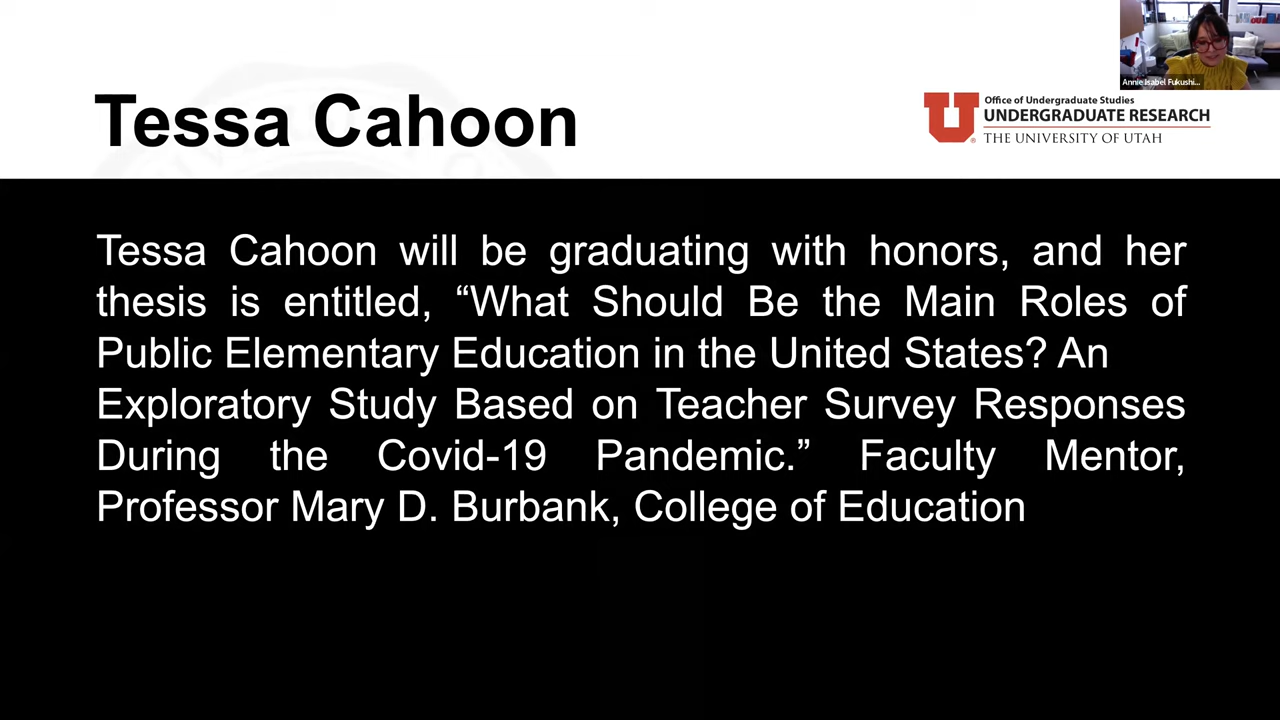 Tessa Cahoon
Annie Isabel Fukushi...
Office of Undergraduate Studies
UNDERGRADUATE RESEARCH
THE UNIVERSITY OF UTAH
Tessa Cahoon will be graduating with honors, and her
thesis is entitled, “What Should Be the Main Roles of
Public Elementary Education in the United States? An
Exploratory Study Based on Teacher Survey Responses
During the Covid-19 Pandemic.” Faculty Mentor,
Professor Mary D. Burbank, College of Education